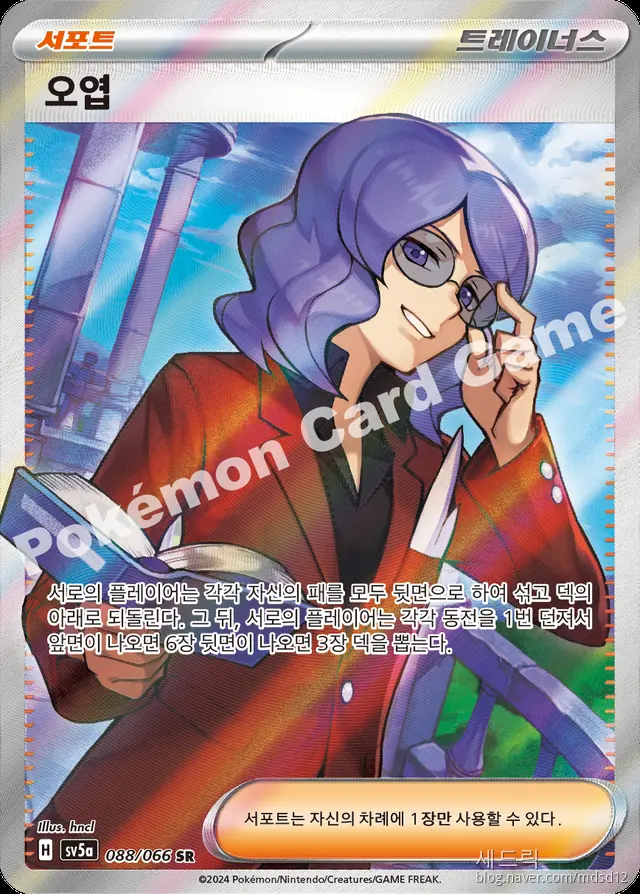 서포트 트레이너스
오엽
Pokémon Card Game
서로의 플레이어는 각각 자신의 패를 모두 뒷면으로 하여 섞고 덱의
아래로 되돌린다. 그 뒤, 서로의 플레이어는 각각 동전을 1번 던져서
앞면이 나오면 6장 뒷면이 나오면 3장 덱을 뽑는다.
서포트는 자신의 차례에 1장만 사용할 수 있다.
Illus. hncl
H sv5a 088/066 SR
세드릭
blog.naver.com/mdsd12
©2024 Pokémon/Nintendo/Creatures/GAME FREAK.